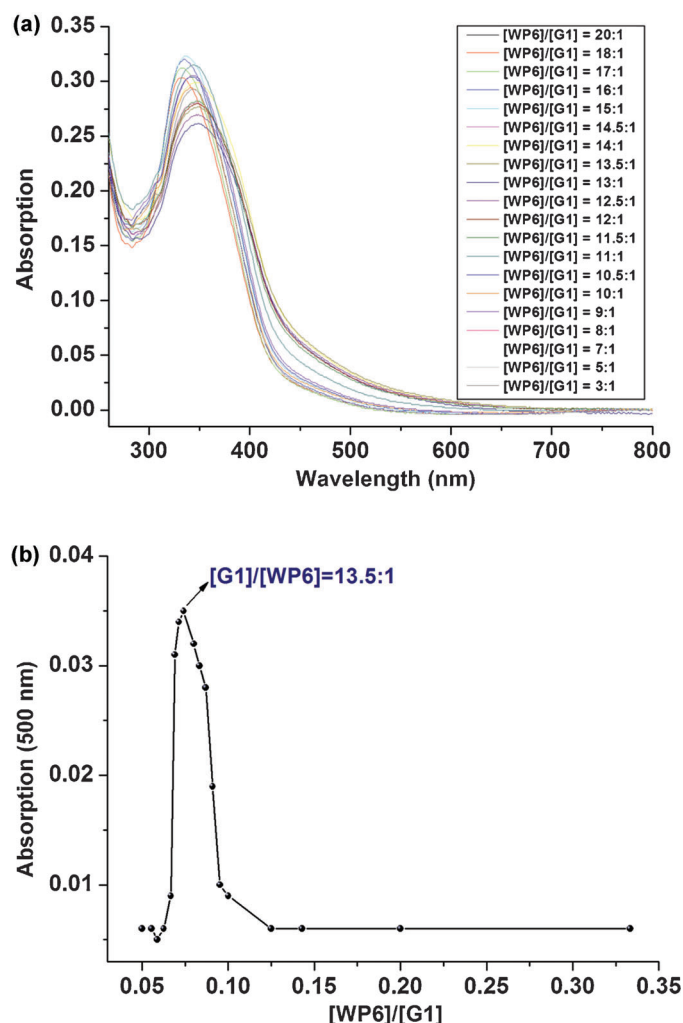 (a)
0.35
0.30
0.25
0.20
0.15
0.10
0.05
0.00
Absorption
300 400 500 600 700 800
Wavelength (nm)
[WP6]/[G1] = 20:1
[WP6]/[G1] = 18:1
[WP6]/[G1] = 17:1
[WP6]/[G1] = 16:1
[WP6]/[G1] = 15:1
[WP6]/[G1] = 14.5:1
[WP6]/[G1] = 14:1
[WP6]/[G1] = 13.5:1
[WP6]/[G1] = 13:1
[WP6]/[G1] = 12.5:1
[WP6]/[G1] = 12:1
[WP6]/[G1] = 11.5:1
[WP6]/[G1] = 11:1
[WP6]/[G1] = 10.5:1
[WP6]/[G1] = 10:1
[WP6]/[G1] = 9:1
[WP6]/[G1] = 8:1
[WP6]/[G1] = 7:1
[WP6]/[G1] = 5:1
[WP6]/[G1] = 3:1
(b)
0.04
0.03
0.02
0.01
Absorption (500 nm)
[G1]/[WP6]=13.5:1
0.05 0.10 0.15 0.20 0.25 0.30 0.35
[WP6]/[G1]